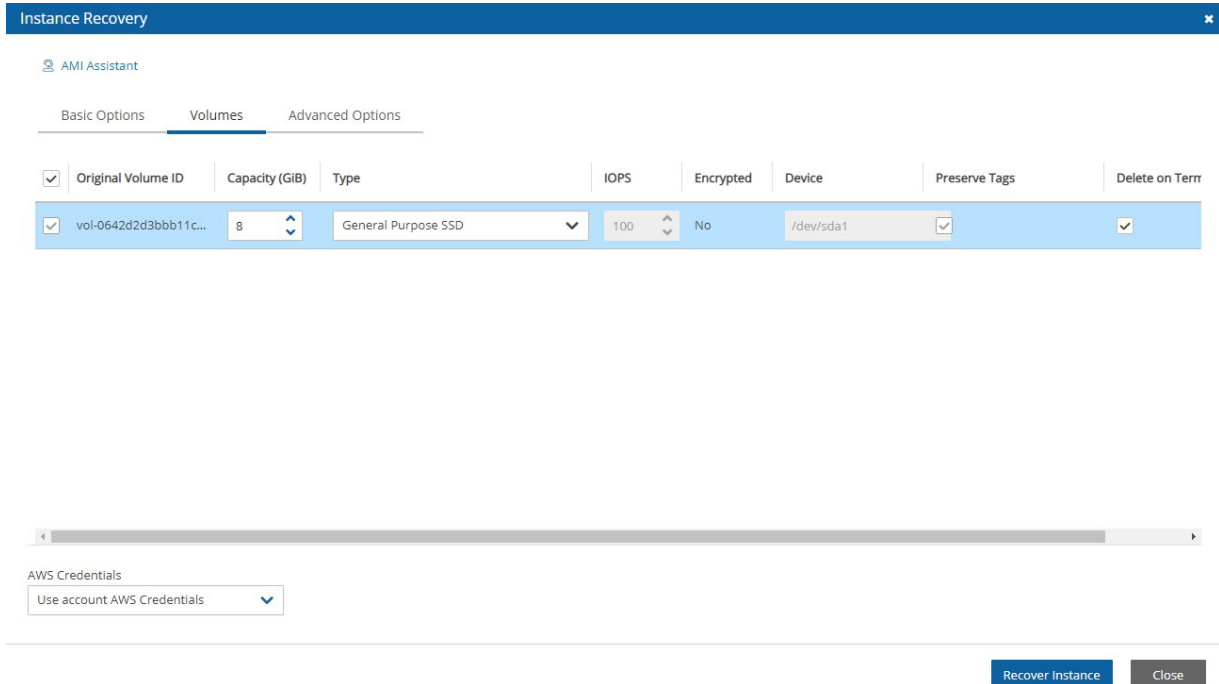 Instance Recovery
AMI Assistant
Basic Options Volumes Advanced Options
Original Volume ID Capacity (GiB) Type IOPS Encrypted Device Preserve Tags Delete on Term
vol-0642d2d3bbb11c... 8 General Purpose SSD 100 No /dev/sda1
AWS Credentials
Use account AWS Credentials
Recover Instance Close